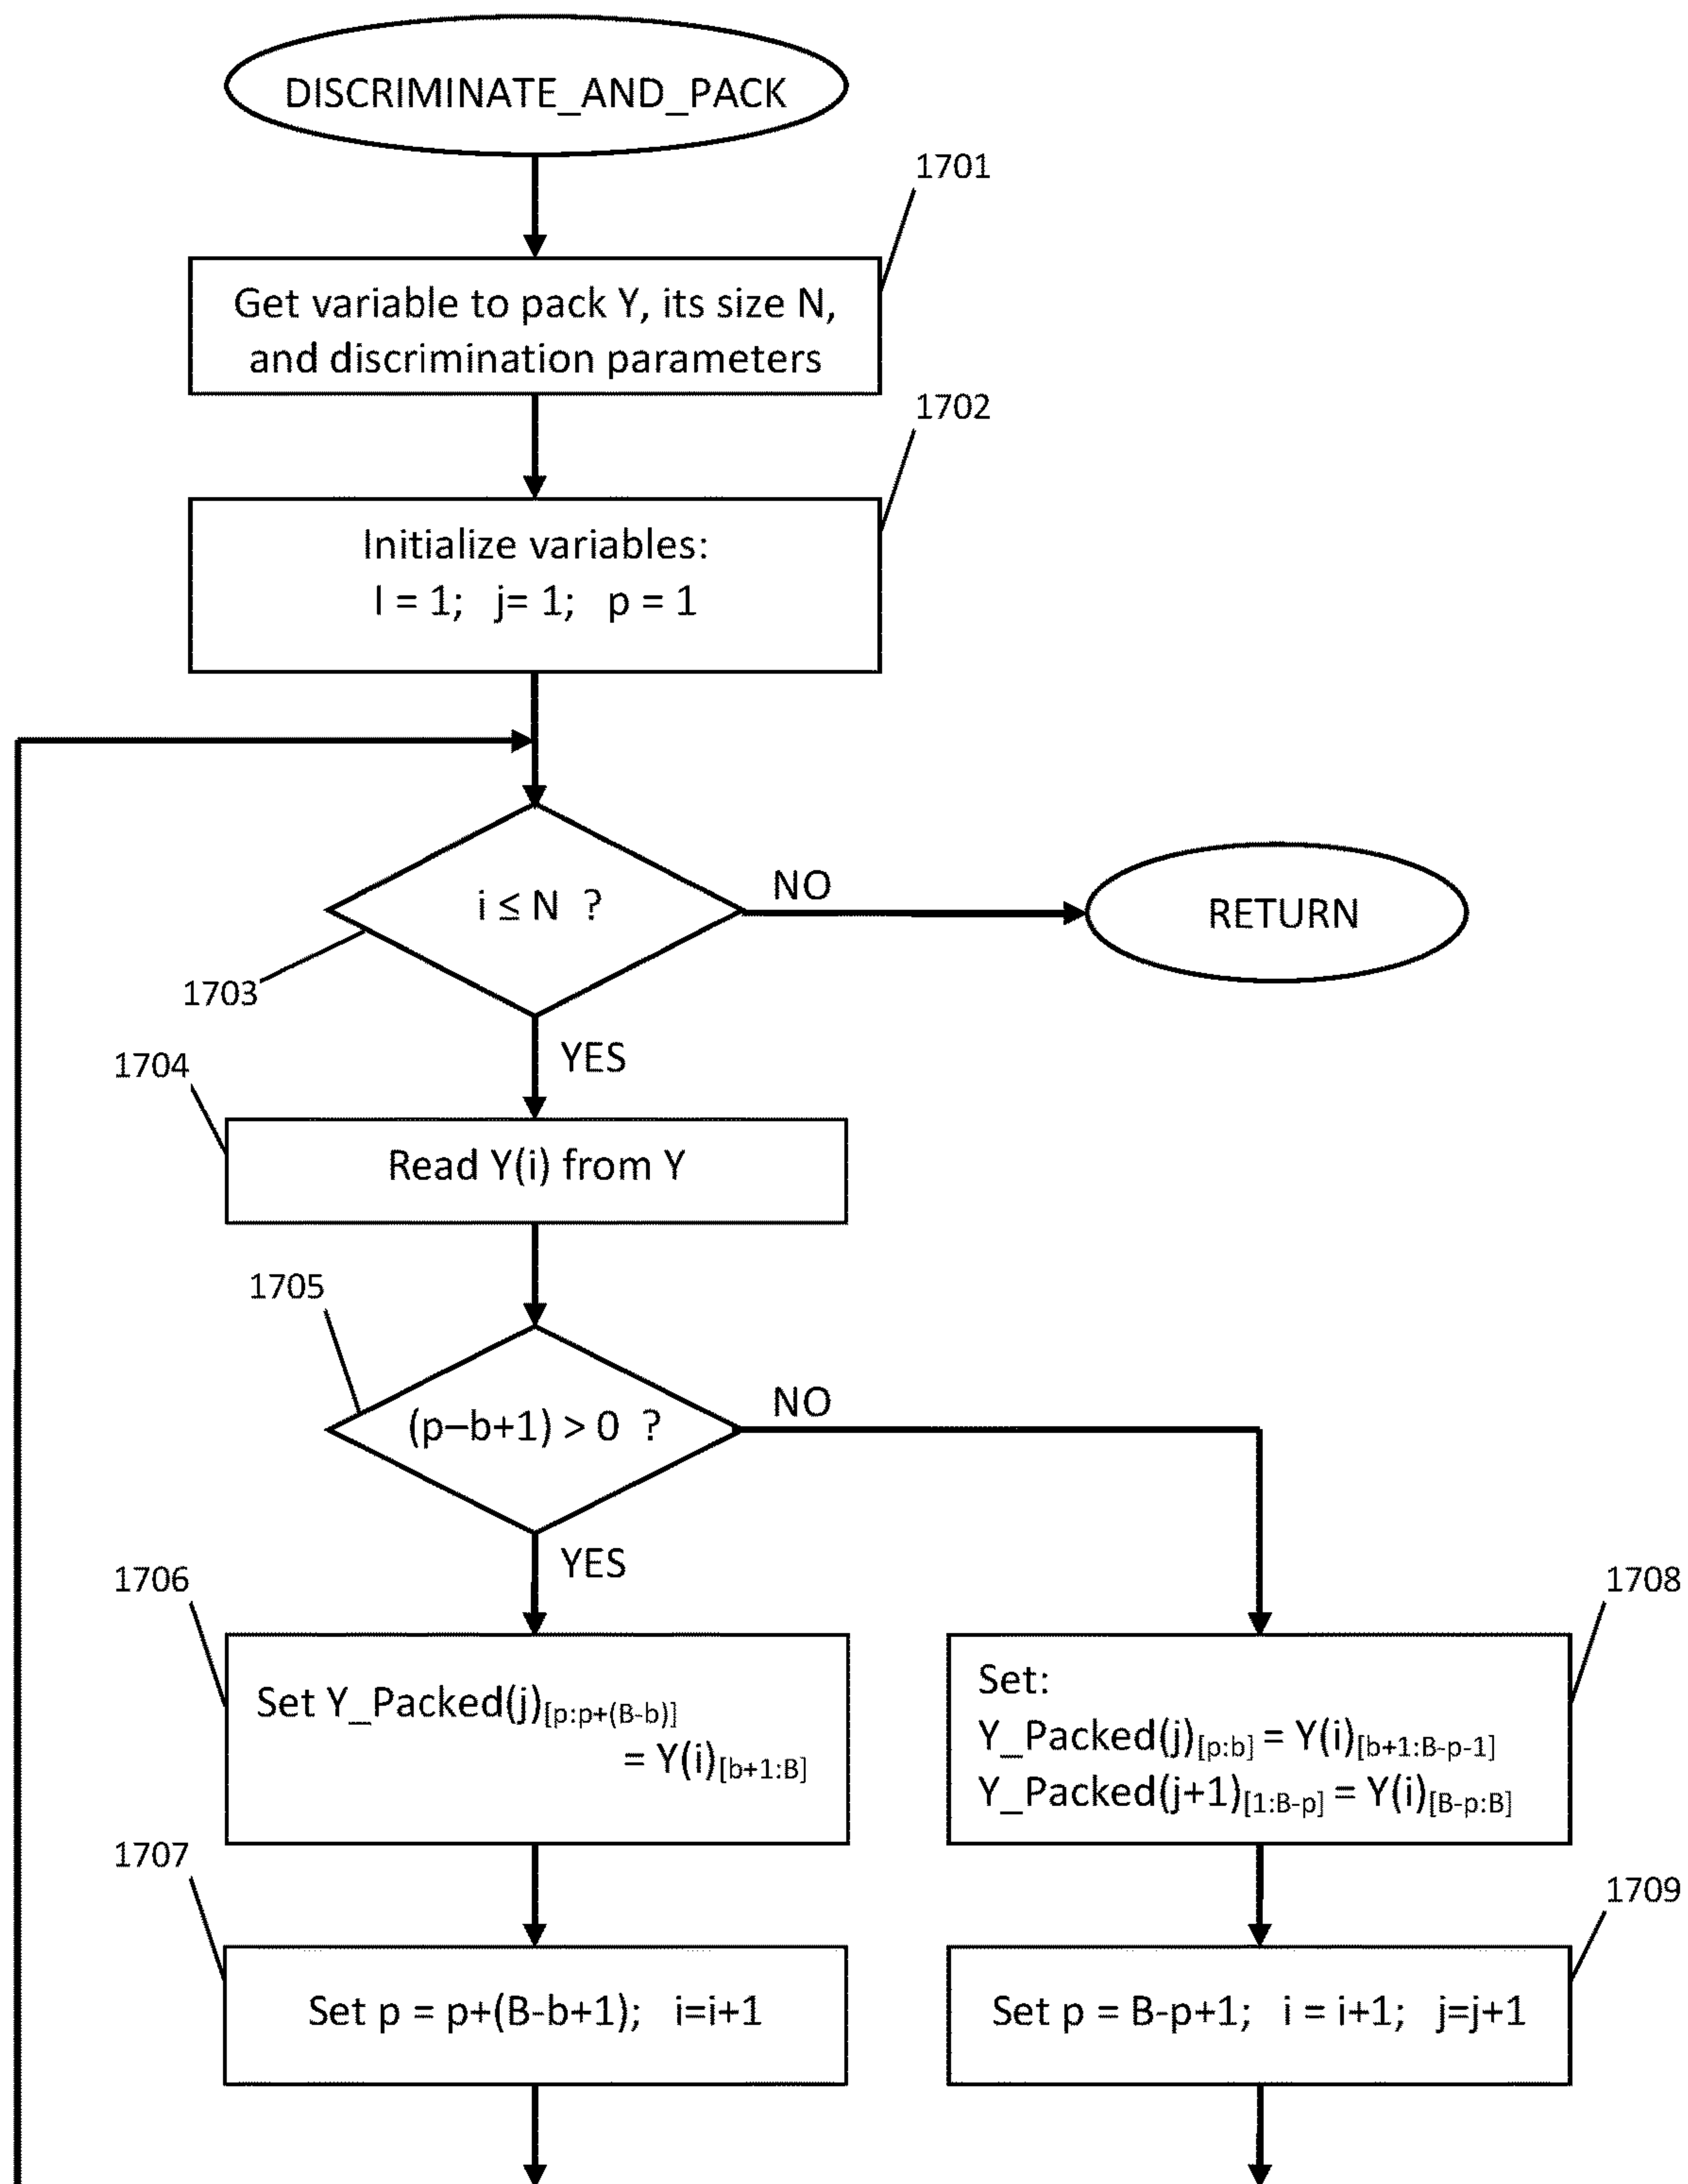 DISCRIMINATE_AND_PACK
1701
Get variable to pack Y, its size N,
and discrimination parameters
1702
Initialize variables:
I = 1; j= 1; p = 1
i ≤ N ?
NO
RETURN
1703
YES
1704
Read Y(i) from Y
1705
(p–b+1) > 0 ?
NO
YES
1706
Set Y_Packed(j)[p:p+(B-b)]
= Y(i)[b+1:B]
1708
Set:
Y_Packed(j)[p:b] = Y(i)[b+1:B-p-1]
Y_Packed(j+1)[1:B-p] = Y(i)[B-p:B]
1707
Set p = p+(B-b+1); i=i+1
1709
Set p = B-p+1; i = i+1; j=j+1